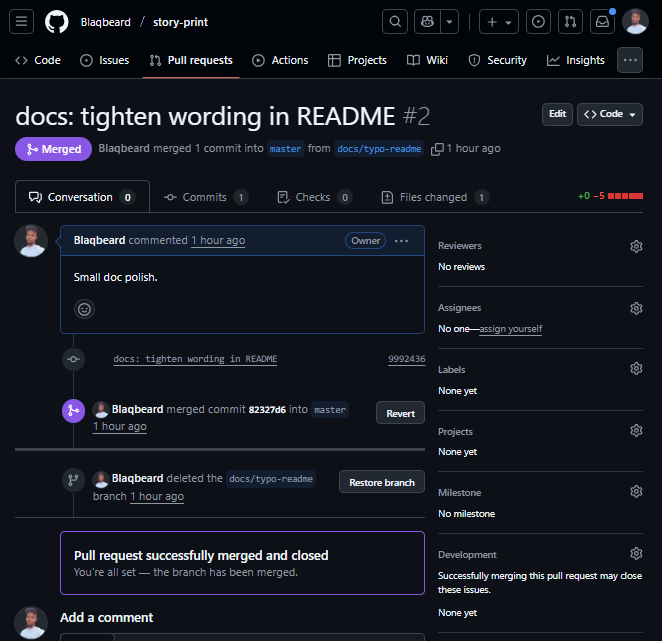 Blaqbeard / story-print
Code Issues Pull requests Actions Projects Wiki Security Insights
docs: tighten wording in README #2
Edit
Code
Merged
Blaqbeard merged 1 commit into master from docs/typo-readme 1 hour ago
Conversation 0
Commits 1
Checks 0
Files changed 1
+0 −5
Blaqbeard commented 1 hour ago
Owner
Small doc polish.
docs: tighten wording in README
9992436
Blaqbeard merged commit 82327d6 into master
1 hour ago
Revert
Blaqbeard deleted the docs/typo-readme
branch 1 hour ago
Restore branch
Pull request successfully merged and closed
You're all set — the branch has been merged.
Add a comment
Reviewers
No reviews
Assignees
No one—assign yourself
Labels
None yet
Projects
None yet
Milestone
No milestone
Development
Successfully merging this pull request may close
these issues.
None yet